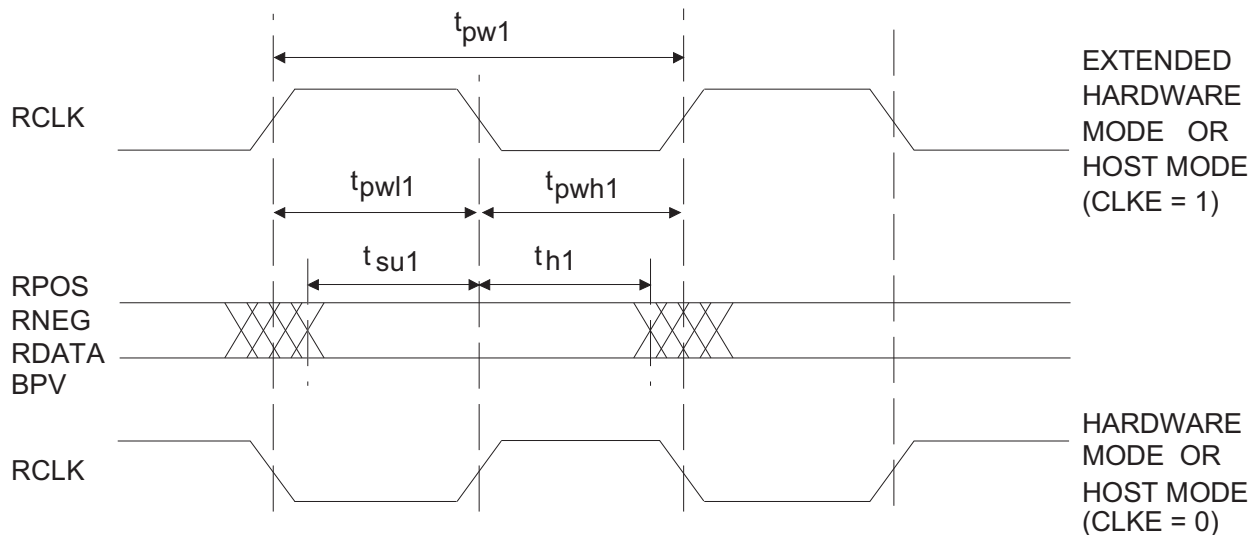 tpw1
RCLK
EXTENDED
HARDWARE
MODE OR
HOST MODE
(CLKE = 1)
tpwl1
tpwh1
tsu1
th1
RPOS
RNEG
RDATA
BPV
RCLK
HARDWARE
MODE OR
HOST MODE
(CLKE = 0)